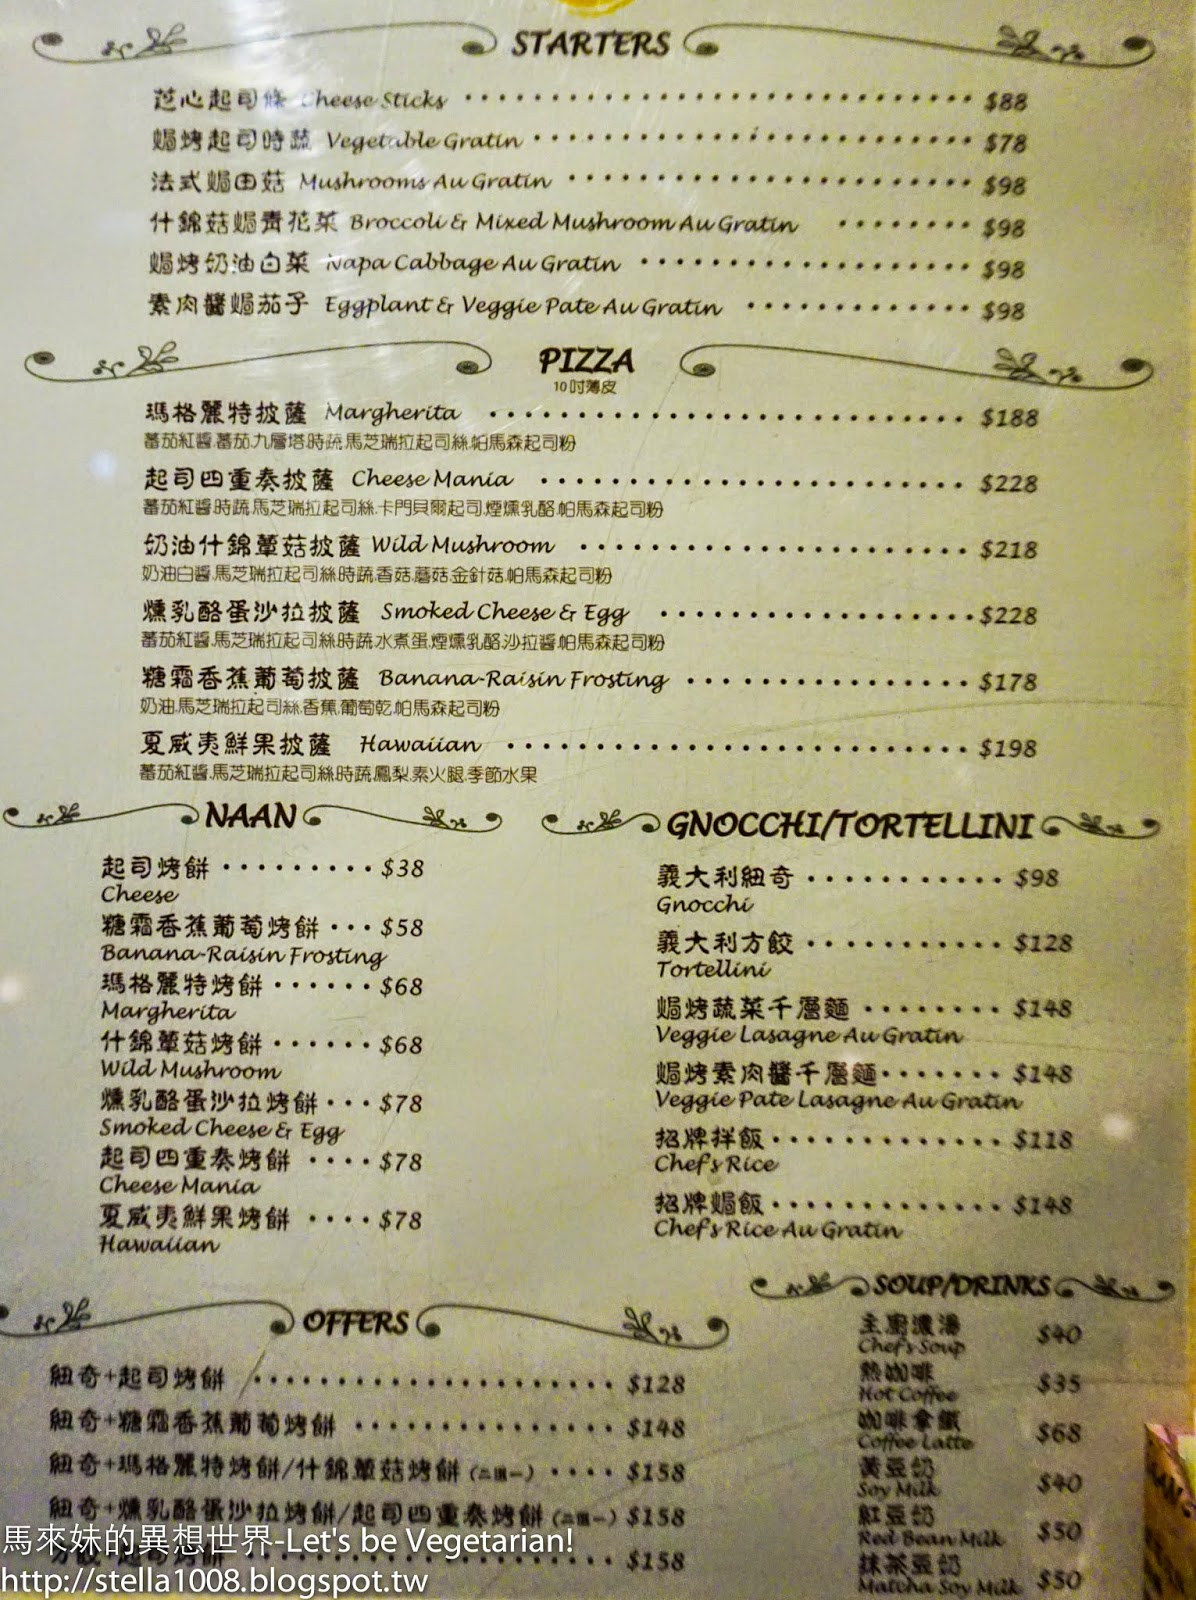 STARTERS
芝心起司條 Cheese Sticks $88
焗烤起司時蔬 Vegetable Gratin $78
法式焗田菇 Mushrooms Au Gratin $98
什錦菇焗青花菜 Broccoli & Mixed Mushroom Au Gratin $98
焗烤奶油白菜 Napa Cabbage Au Gratin $98
素肉醬焗茄子 Eggplant & Veggie Pate Au Gratin $98
PIZZA
10吋薄皮
瑪格麗特披薩 Margherita $188
蕃茄紅醬.蕃茄.九層塔.時蔬.馬芝瑞拉起司絲.帕馬森起司粉
起司四重奏披薩 Cheese Mania $228
蕃茄紅醬.時蔬.馬芝瑞拉起司絲.卡門貝爾起司.煙燻乳酪.帕馬森起司粉
奶油什錦蕈菇披薩 Wild Mushroom $218
奶油白醬.馬芝瑞拉起司絲.時蔬.香菇.蘑菇.金針菇.帕馬森起司粉
燻乳酪蛋沙拉披薩 Smoked Cheese & Egg $228
蕃茄紅醬.馬芝瑞拉起司絲.時蔬.水煮蛋.煙燻乳酪.沙拉醬.帕馬森起司粉
糖霜香蕉葡萄披薩 Banana-Raisin Frosting $178
奶油.馬芝瑞拉起司絲.香蕉.葡萄乾.帕馬森起司粉
夏威夷鮮果披薩 Hawaiian $198
蕃茄紅醬.馬芝瑞拉起司絲.時蔬.鳳梨.素火腿.季節水果
NAAN
起司烤餅 $38
Cheese
糖霜香蕉葡萄烤餅 $58
Banana-Raisin Frosting
瑪格麗特烤餅 $68
Margherita
什錦蕈菇烤餅 $68
Wild Mushroom
燻乳酪蛋沙拉烤餅 $78
Smoked Cheese & Egg
起司四重奏烤餅 $78
Cheese Mania
夏威夷鮮果烤餅 $78
Hawaiian
GNOCCHI/TORTELLINI
義大利紐奇 $98
Gnocchi
義大利方餃 $128
Tortellini
焗烤蔬菜千層麵 $148
Veggie Lasagne Au Gratin
焗烤素肉醬千層麵 $148
Veggie Pate Lasagne Au Gratin
招牌拌飯 $118
Chef's Rice
招牌焗飯 $148
Chef's Rice Au Gratin
OFFERS
紐奇+起司烤餅 $128
紐奇+糖霜香蕉葡萄烤餅 $148
紐奇+瑪格麗特烤餅/什錦蕈菇烤餅 (二選一) $158
紐奇+燻乳酪蛋沙拉烤餅/起司四重奏烤餅 (二選一) $158
方餃+起司烤餅 $158
SOUP/DRINKS
主廚濃湯 $40
Chef's Soup
熱咖啡 $35
Hot Coffee
咖啡拿鐵 $68
Coffee Latte
黃豆奶 $40
Soy Milk
紅豆奶 $50
Red Bean Milk
抹茶豆奶 $50
Matcha Soy Milk
馬來妹的異想世界-Let's be Vegetarian!
http://stella1008.blogspot.tw